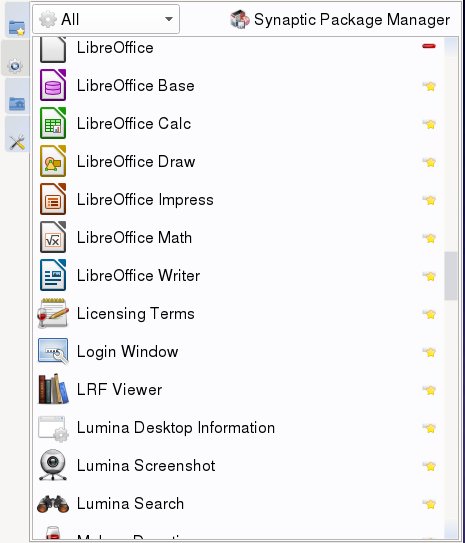 All
Synaptic Package Manager
LibreOffice
LibreOffice Base
LibreOffice Calc
LibreOffice Draw
LibreOffice Impress
LibreOffice Math
LibreOffice Writer
Licensing Terms
Login Window
LRF Viewer
Lumina Desktop Information
Lumina Screenshot
Lumina Search